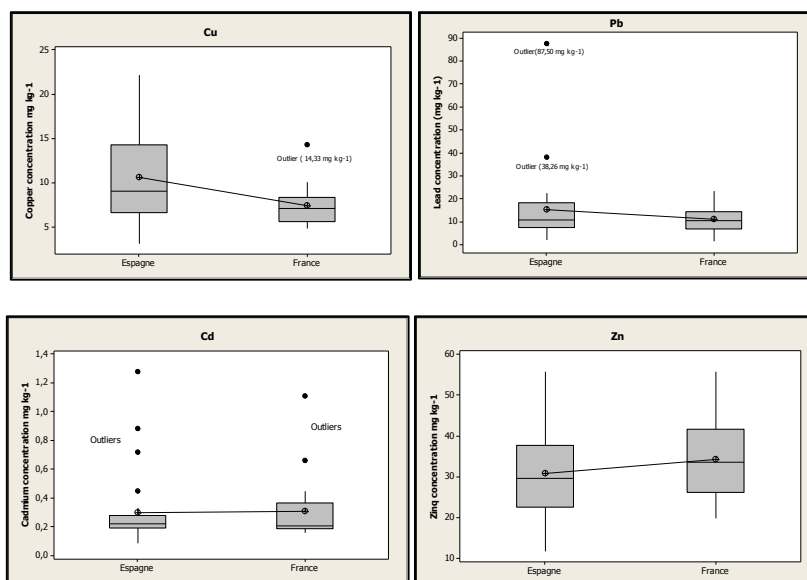 Cu
Copper concentration mg kg-1
25
20
15
10
5
Outlier ( 14,33 mg kg-1)
Espagne
France
Pb
Lead concentration (mg kg-1)
90
80
70
60
50
40
30
20
10
0
Outlier(87,50 mg kg-1)
Outlier (38,26 mg kg-1)
Espagne
France
Cd
Cadmium concentration mg kg-1
1,4
1,2
1,0
0,8
0,6
0,4
0,2
0,0
Outliers
Outliers
Espagne
France
Zn
Zinq concentration mg kg-1
60
50
40
30
20
10
Espagne
France